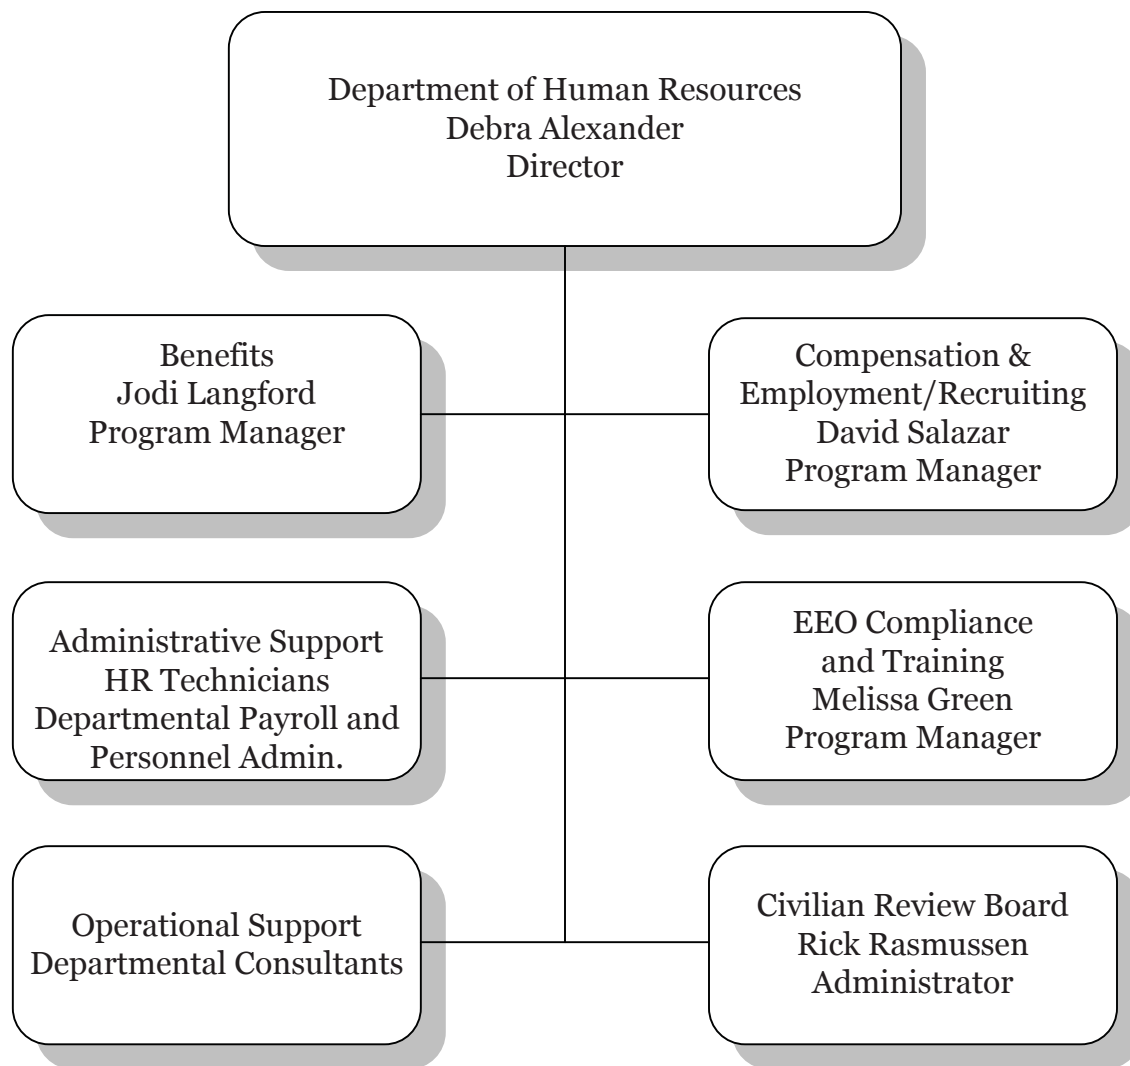 Department of Human Resources
Debra Alexander
Director
Benefits
Jodi Langford
Program Manager
Compensation &
Employment/Recruiting
David Salazar
Program Manager
Administrative Support
HR Technicians
Departmental Payroll and
Personnel Admin.
EEO Compliance
and Training
Melissa Green
Program Manager
Operational Support
Departmental Consultants
Civilian Review Board
Rick Rasmussen
Administrator